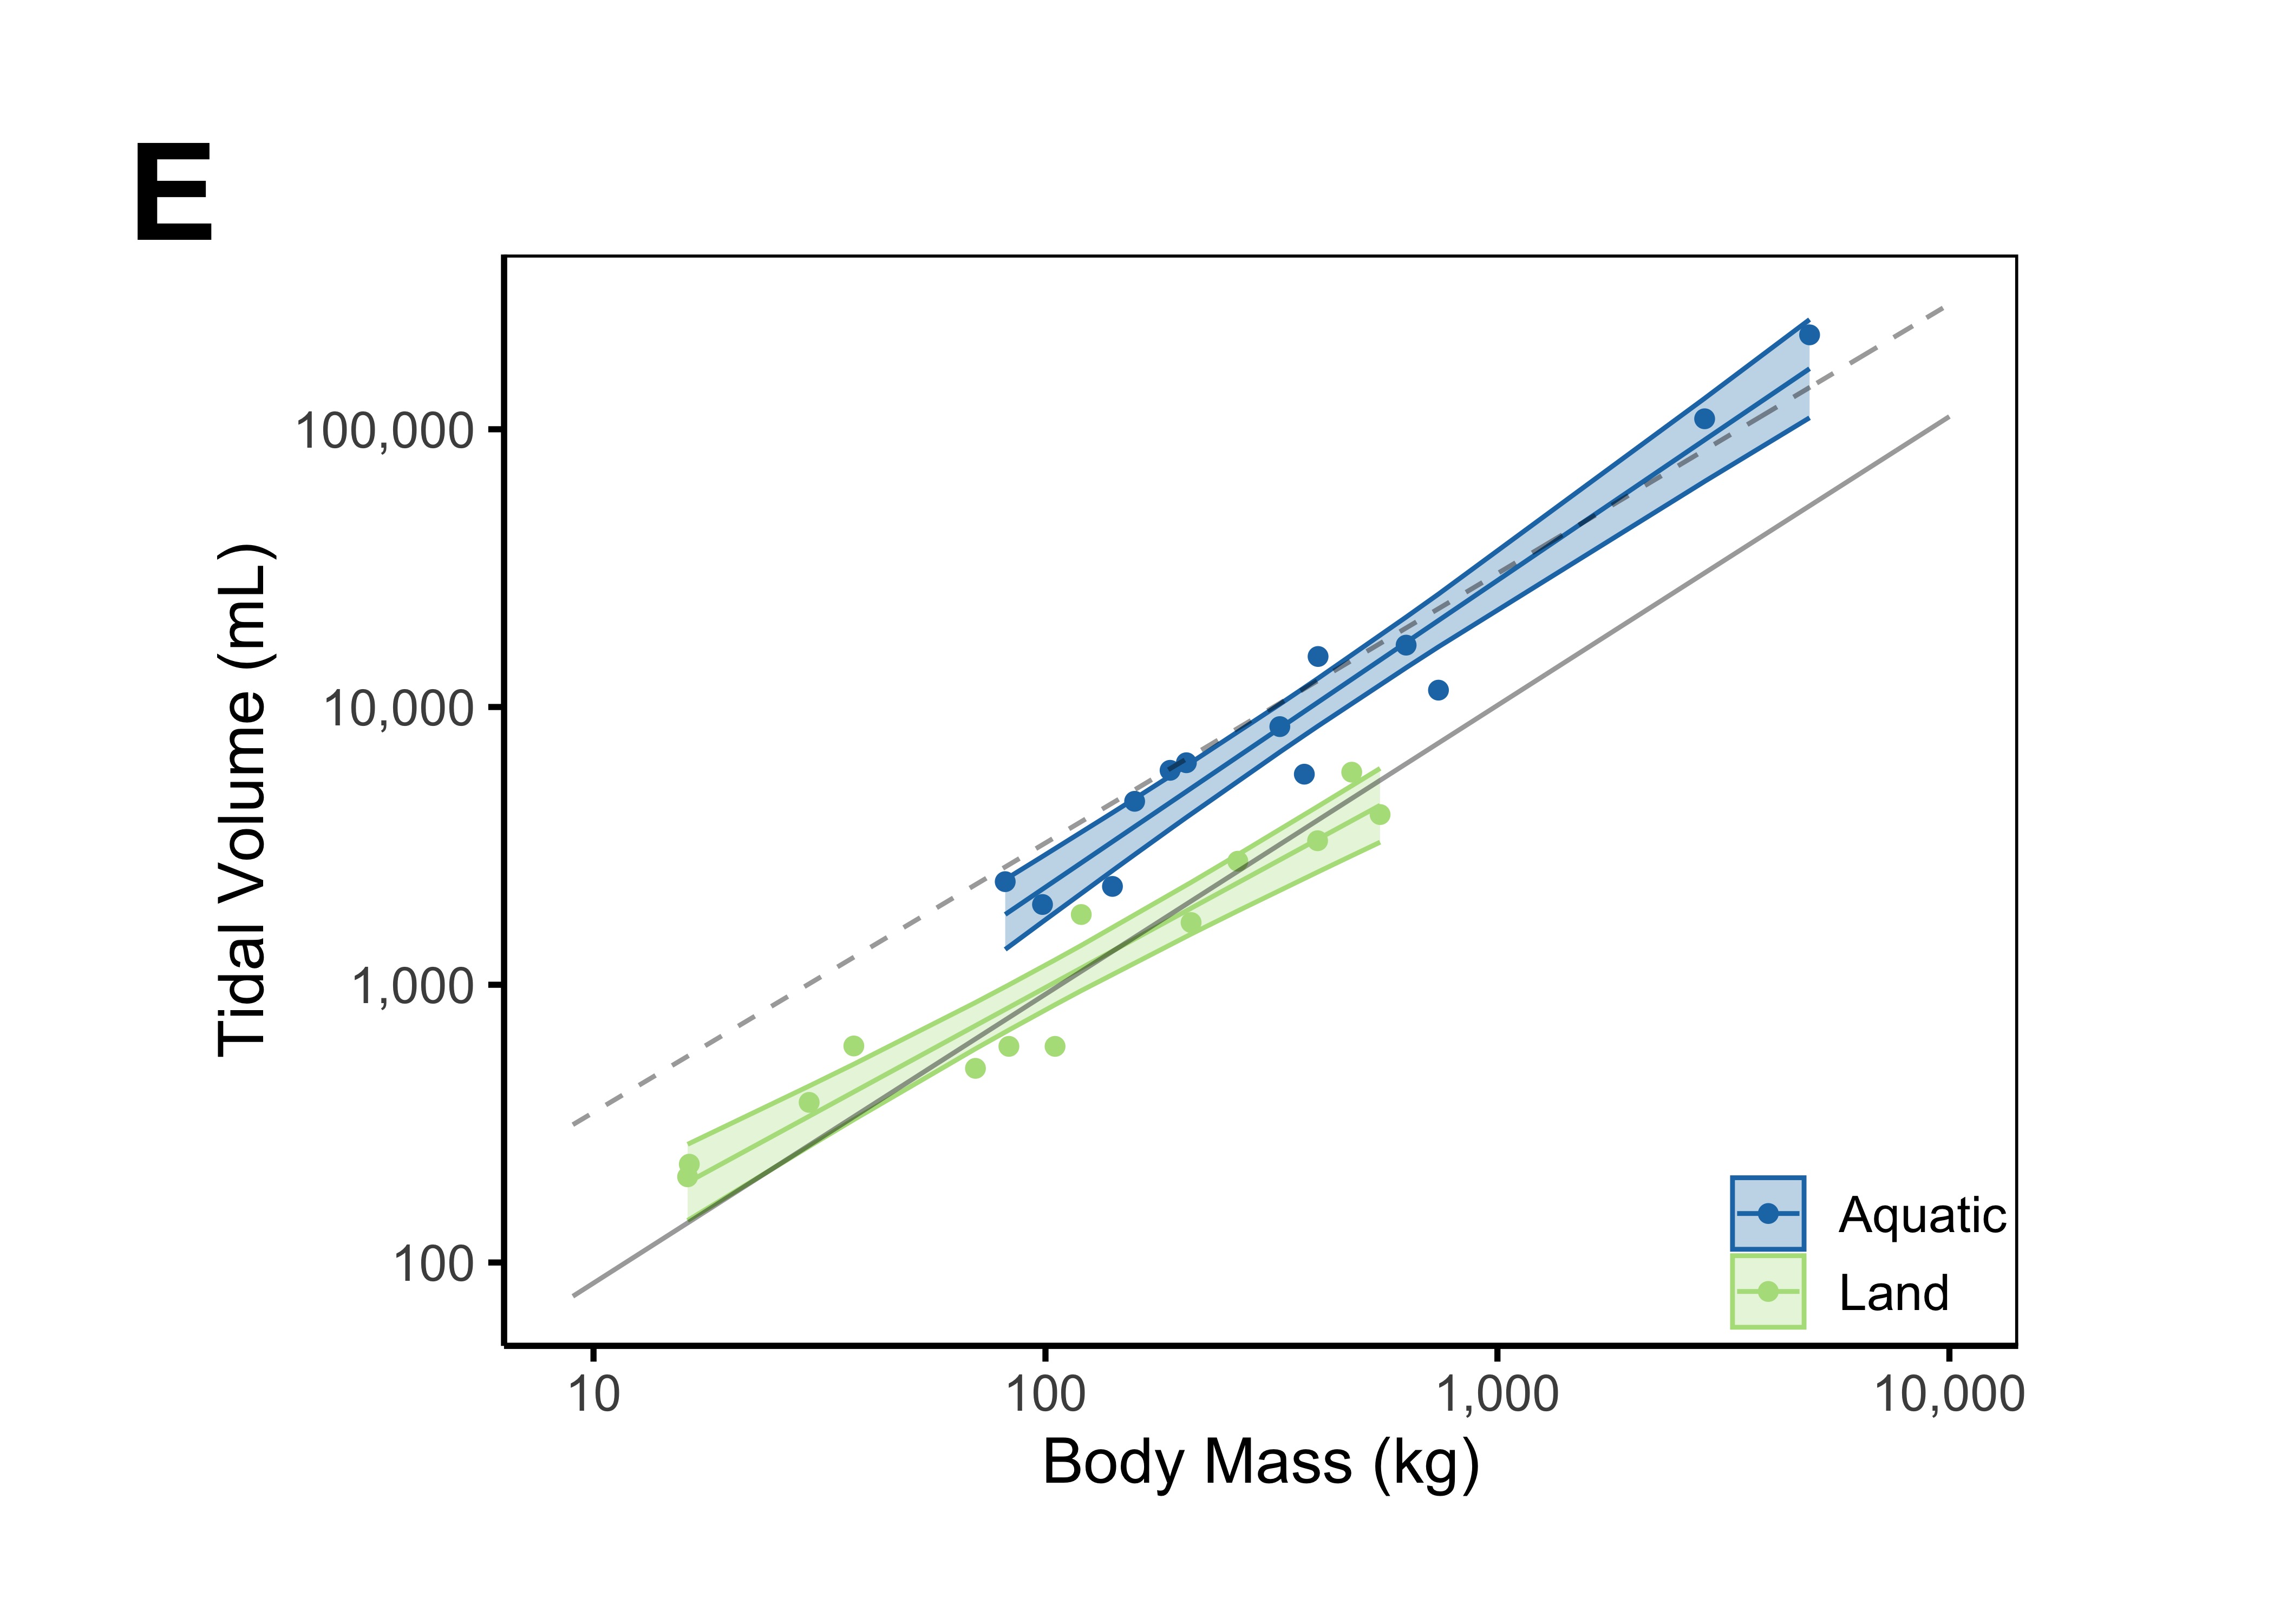 E
Tidal Volume (mL)
100,000
10,000
1,000
100
10
100
1,000
10,000
Body Mass (kg)
Aquatic
Land